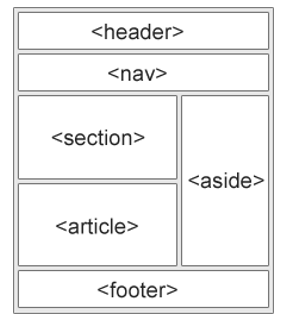 <header>
<nav>
<section>
<aside>
<article>
<footer>